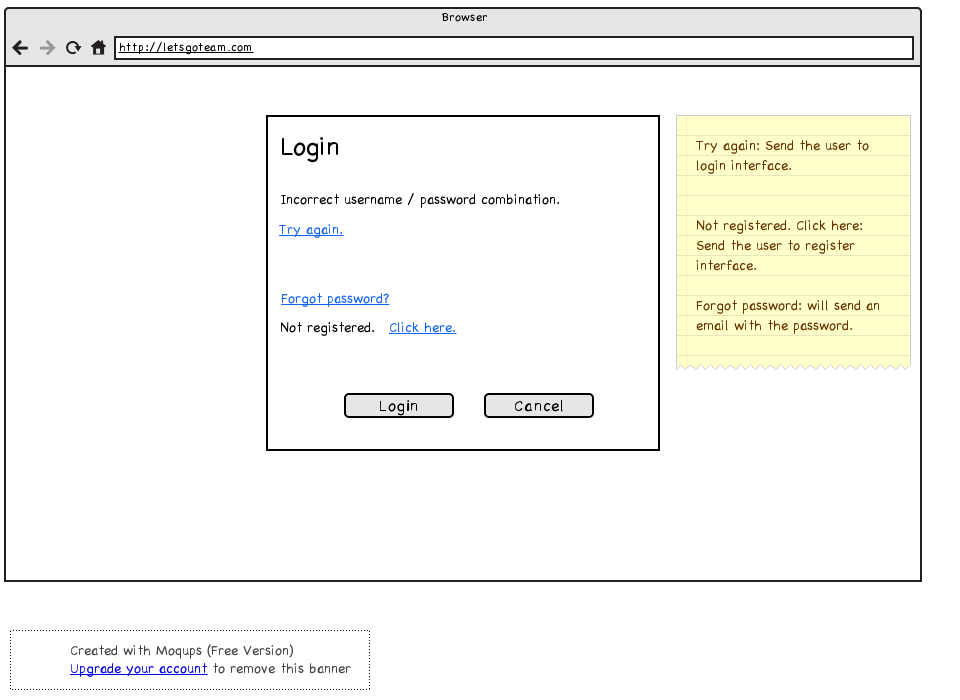 Browser
http://letsgoteam.com
Login
Incorrect username / password combination.
Try again.
Forgot password?
Not registered. Click here.
Login Cancel
Try again: Send the user to
login interface.
Not registered. Click here:
Send the user to register
interface.
Forgot password: will send an
email with the password.
Created with Moqups (Free Version)
Upgrade your account to remove this banner